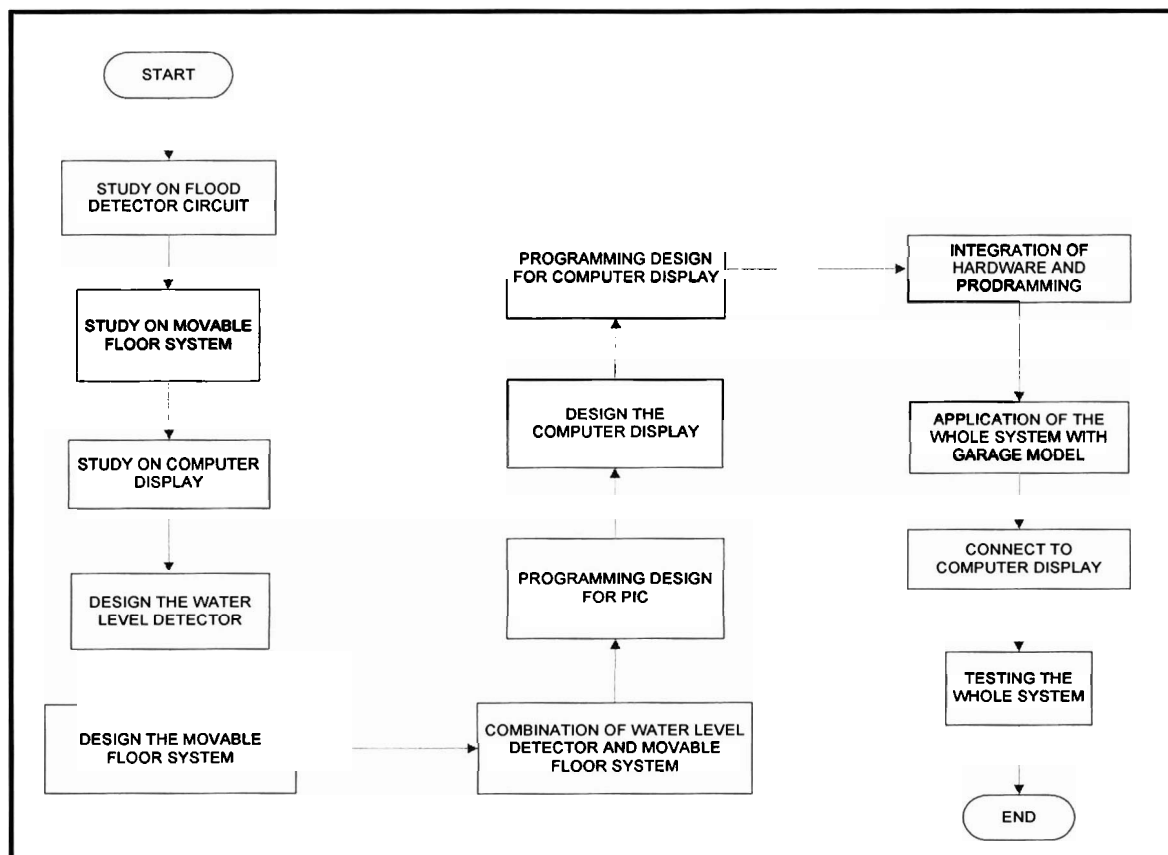 START
STUDY ON FLOOD
DETECTOR CIRCUIT
STUDY ON MOVABLE
FLOOR SYSTEM
STUDY ON COMPUTER
DISPLAY
DESIGN THE WATER
LEVEL DETECTOR
DESIGN THE MOVABLE
FLOOR SYSTEM
COMBINATION OF WATER LEVEL
DETECTOR AND MOVABLE
FLOOR SYSTEM
PROGRAMMING DESIGN
FOR PIC
DESIGN THE
COMPUTER DISPLAY
PROGRAMMING DESIGN
FOR COMPUTER DISPLAY
INTEGRATION OF
HARDWARE AND
PRODRAMMING
APPLICATION OF THE
WHOLE SYSTEM WITH
GARAGE MODEL
CONNECT TO
COMPUTER DISPLAY
TESTING THE
WHOLE SYSTEM
END